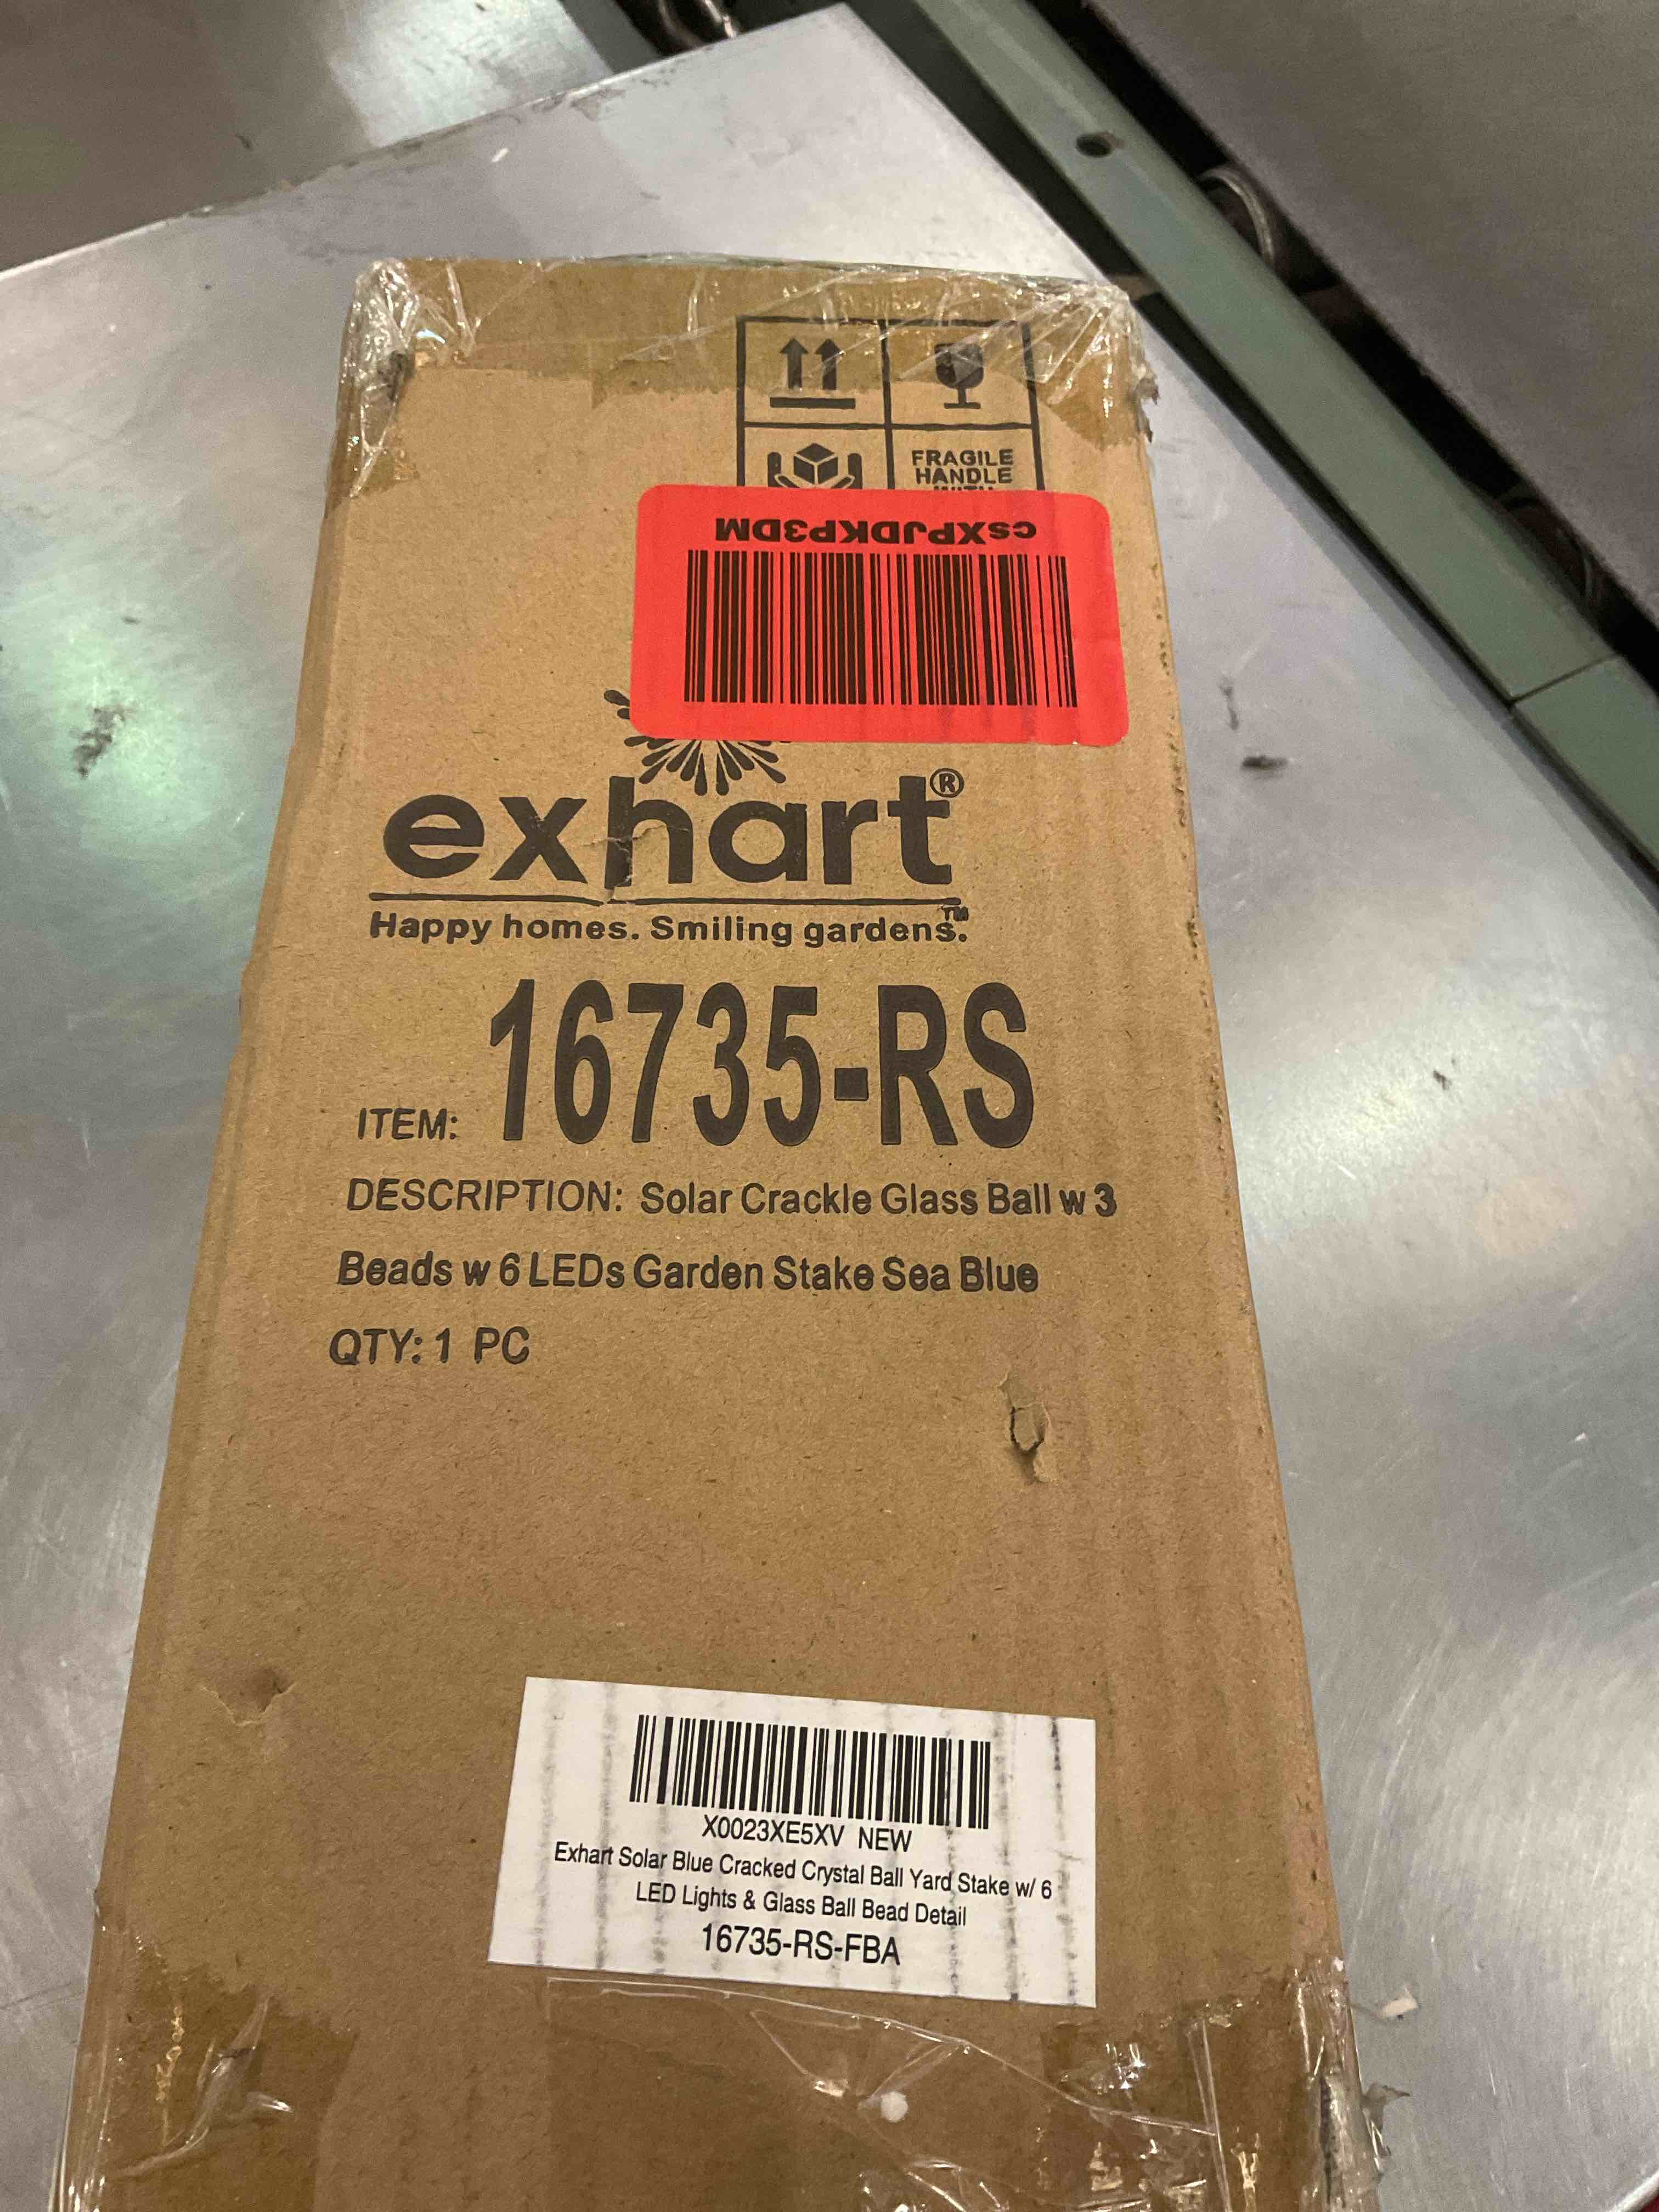 FRAGILE
HANDLE
csXPJDKP3DM
exhart®
Happy homes. Smiling gardens.™
ITEM: 16735-RS
DESCRIPTION: Solar Crackle Glass Ball w 3
Beads w 6 LEDs Garden Stake Sea Blue
QTY: 1 PC
X0023XE5XV NEW
Exhart Solar Blue Cracked Crystal Ball Yard Stake w/ 6
LED Lights & Glass Ball Bead Detail
16735-RS-FBA